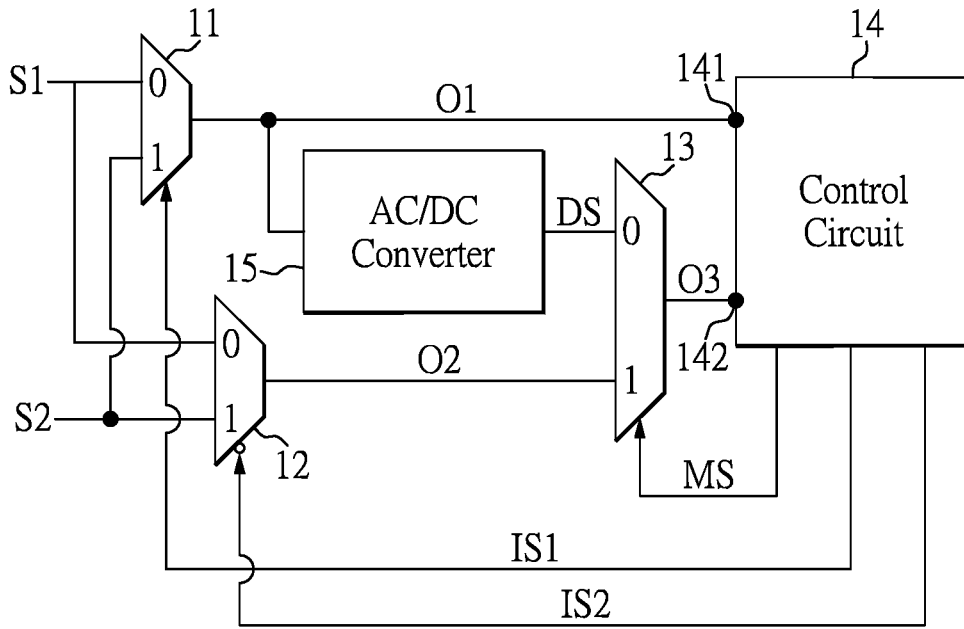 11
14
S1
0
141
O1
1
13
Control
Circuit
AC/DC
Converter
DS
0
15
O3
0
142
O2
1
S2
1
12
MS
IS1
IS2